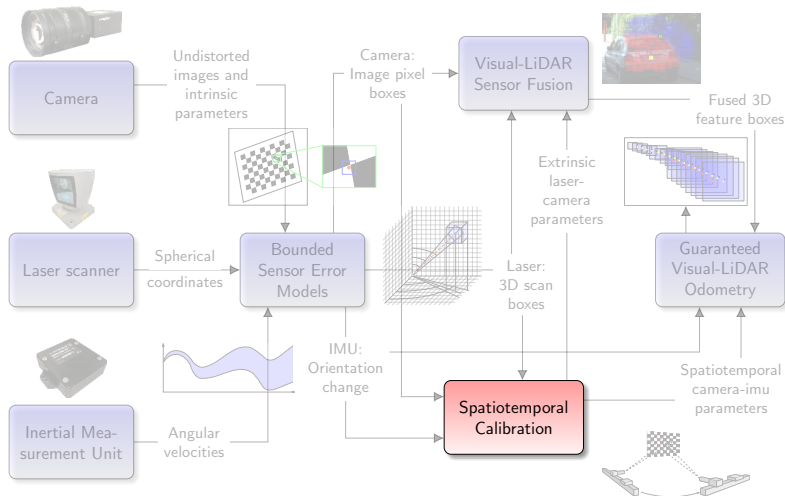 Camera
Undistorted
images and
intrinsic
parameters
Camera:
Image pixel
boxes
Visual-LiDAR
Sensor Fusion
Fused 3D
feature boxes
Extrinsic
laser-
camera
parameters
Laser scanner
Spherical
coordinates
Bounded
Sensor Error
Models
Laser:
3D scan
boxes
Guaranteed
Visual-LiDAR
Odometry
IMU:
Orientation
change
Spatiotemporal
camera-imu
parameters
Spatiotemporal
Calibration
Inertial Mea-
surement Unit
Angular
velocities